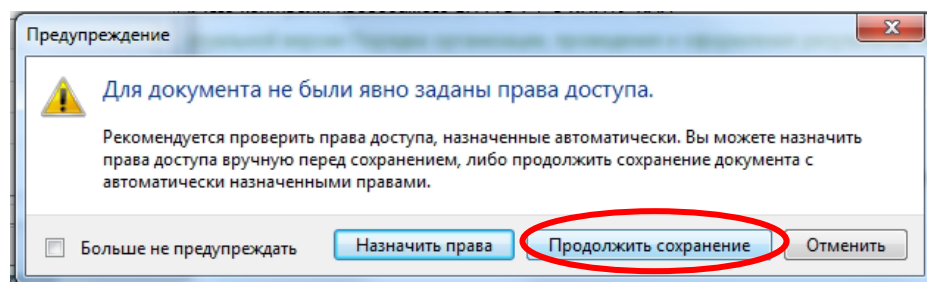 Предупреждение
Для документа не были явно заданы права доступа.
Рекомендуется проверить права доступа, назначенные автоматически. Вы можете назначить
права доступа вручную перед сохранением, либо продолжить сохранение документа с
автоматически назначенными правами.
Больше не предупреждать
Назначить права
Продолжить сохранение
Отменить